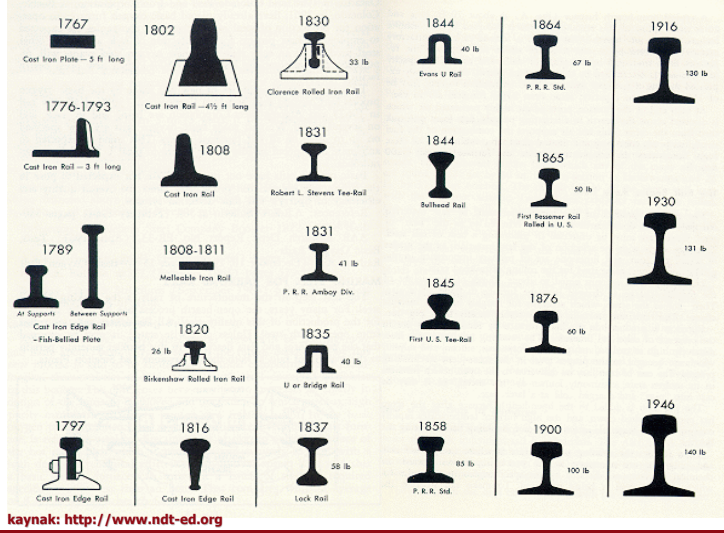 1767
Cast Iron Plate — 5 ft long
1776-1793
Cast Iron Rail — 3 ft long
1789
At Supports
Between Supports
Cast Iron Edge Rail
-Fish-Bellied Plate
1797
Cast Iron Edge Rail
1802
Cast Iron Rail — 4½ ft long
1808
Cast Iron Rail
1808-1811
Malleable Iron Rail
1820
26 lb
Birkenshaw Rolled Iron Rail
1816
Cast Iron Edge Rail
1830
33 lb
Clarence Rolled Iron Rail
1831
Robert L. Stevens Tee-Rail
1831
41 lb
P. R. R. Amboy Div.
1835
40 lb
U or Bridge Rail
1837
58 lb
Lock Rail
1844
40 lb
Evans U Rail
1844
Bullhead Rail
1845
First U. S. Tee-Rail
1858
85 lb
P. R. R. Std.
1864
67 lb
P. R. R. Std.
1865
50 lb
First Bessemer Rail
Rolled in U. S.
1876
60 lb
1900
100 lb
1916
130 lb
1930
131 lb
1946
140 lb
kaynak: http://www.ndt-ed.org